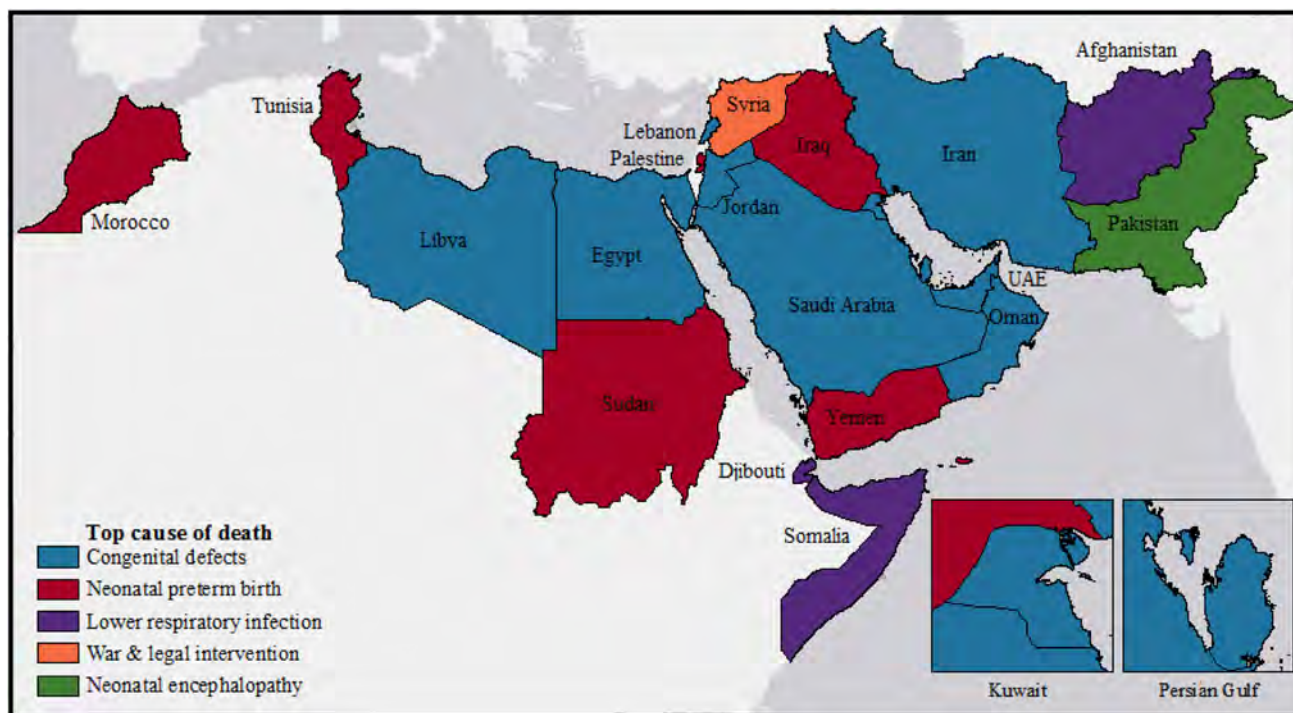 Afghanistan
Tunisia
Syria
Lebanon
Palestine
Iraq
Iran
Morocco
Jordan
Pakistan
Libya
Egypt
UAE
Saudi Arabia
Oman
Sudan
Yemen
Djibouti
Somalia
Top cause of death
Congenital defects
Neonatal preterm birth
Lower respiratory infection
War & legal intervention
Neonatal encephalopathy
Kuwait
Persian Gulf